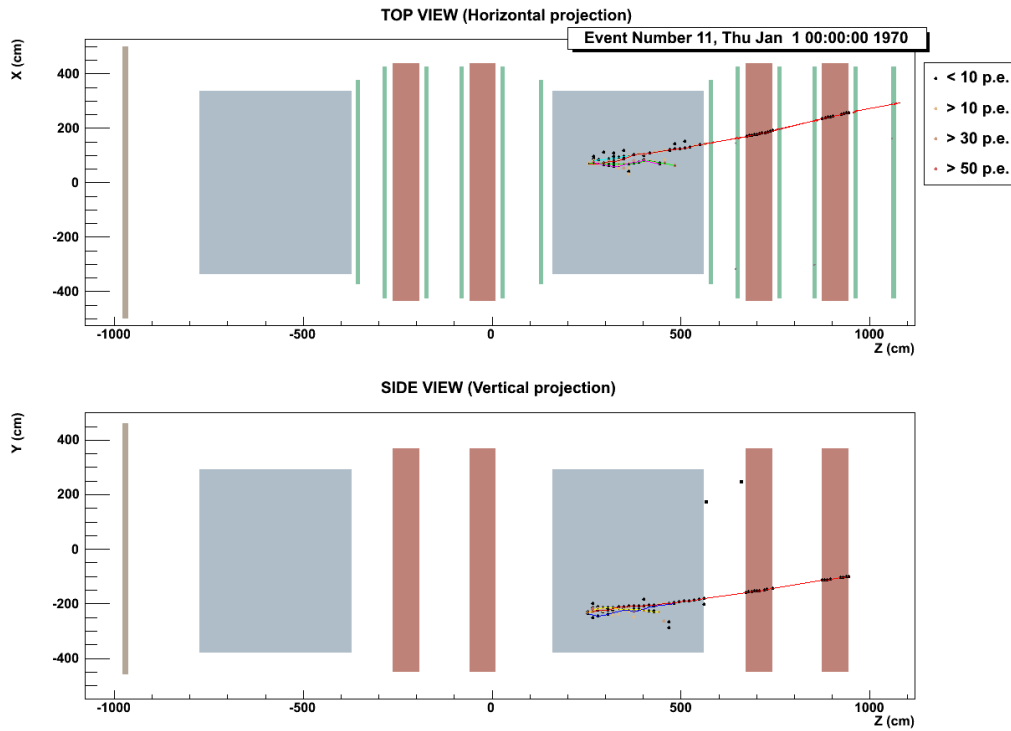 TOP VIEW (Horizontal projection)
Event Number 11, Thu Jan  1 00:00:00 1970
X (cm)
400
200
0
-200
-400
-1000
-500
0
500
1000
Z (cm)
< 10 p.e.
> 10 p.e.
> 30 p.e.
> 50 p.e.
SIDE VIEW (Vertical projection)
Y (cm)
400
200
0
-200
-400
-1000
-500
0
500
1000
Z (cm)